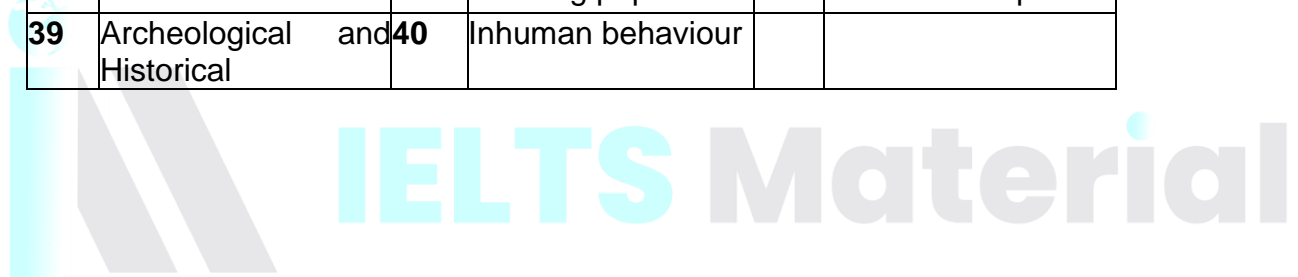 39 Archeological and 40 Inhuman behaviour
Historical
IELTS Material